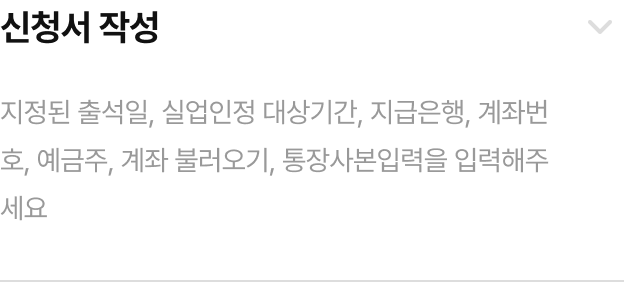 신청서 작성
지정된 출석일, 실업인정 대상기간, 지급은행, 계좌번
호, 예금주, 계좌 불러오기, 통장사본입력을 입력해주
세요